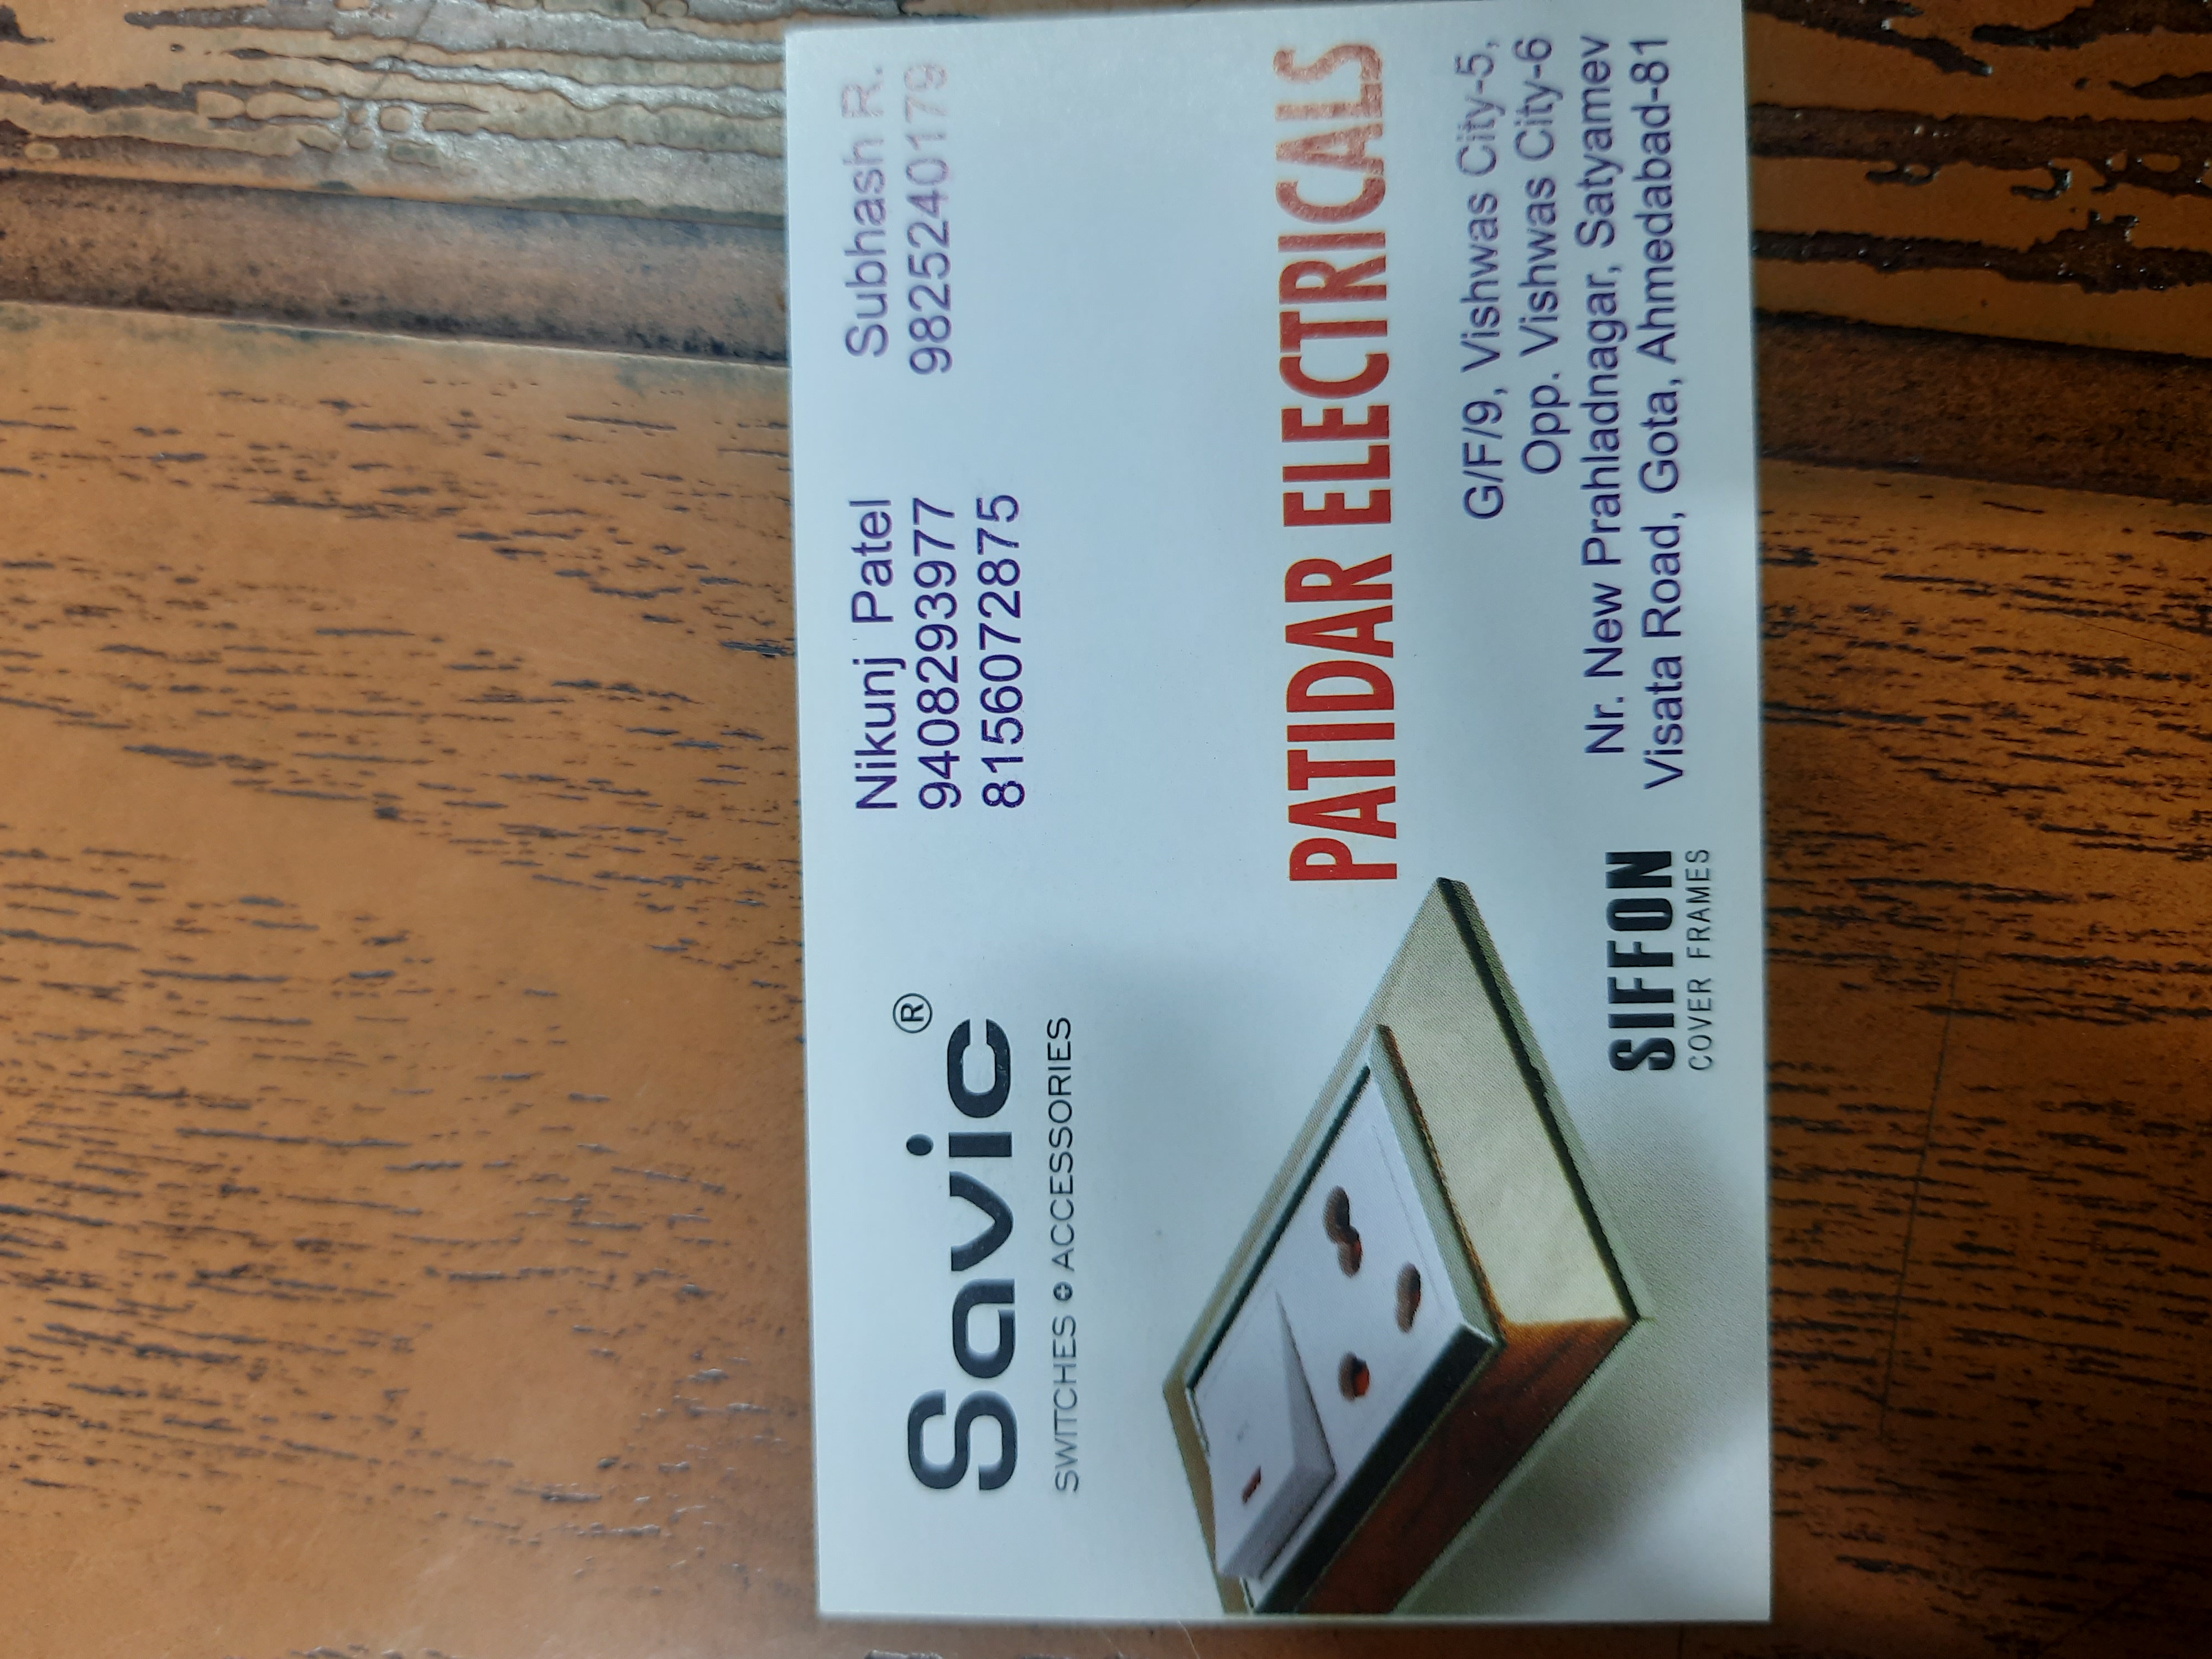 Savic ®
SWITCHES ACCESSORIES
Nikunj Patel
9408293977
8156072875
Subhash R.
9825240179
PATIDAR ELECTRICALS
G/F/9, Vishwas City-5,
Opp. Vishwas City-6
Nr. New Prahladnagar, Satyamev
Visata Road, Gota, Ahmedabad-81
SIFFON
COVER FRAMES